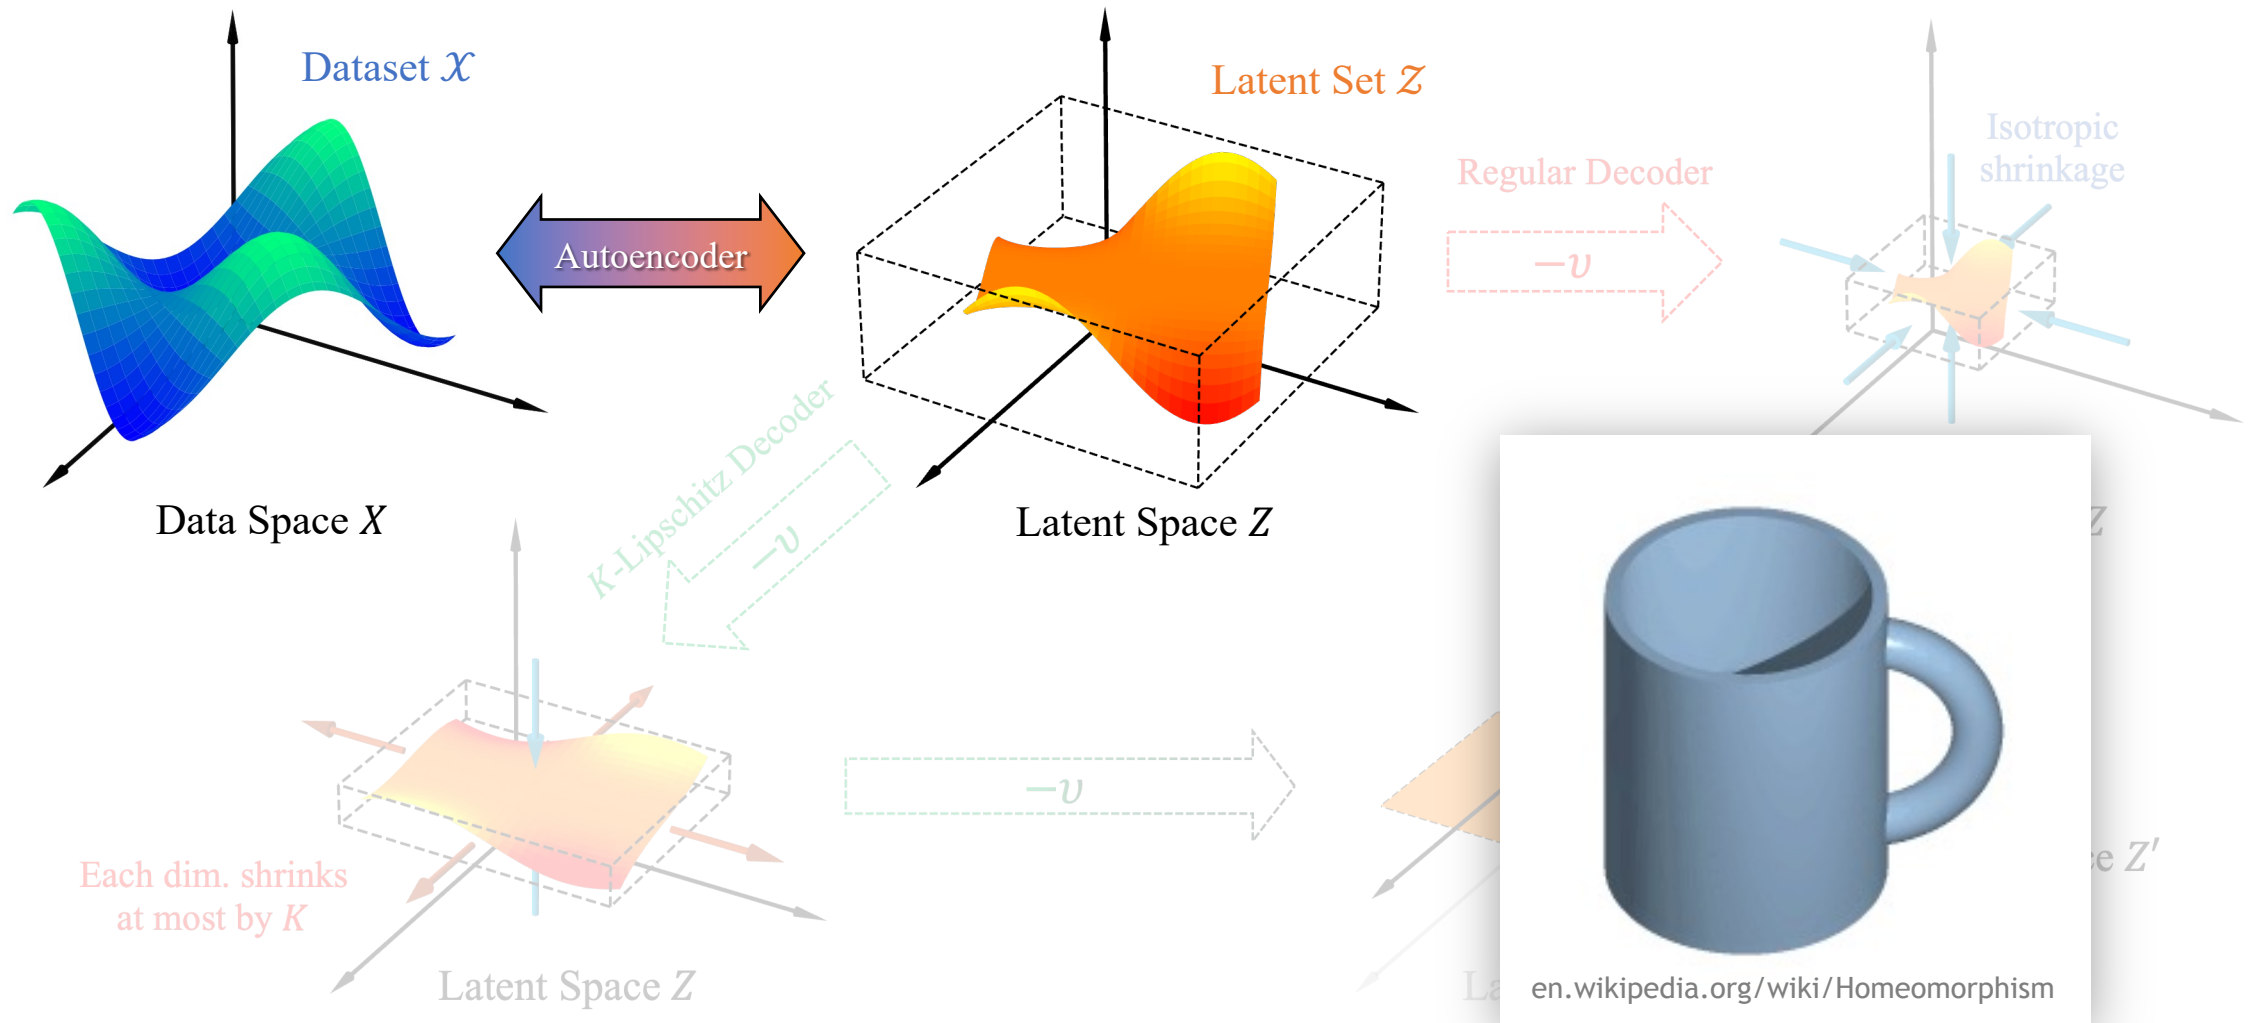 Dataset 𝒳
Latent Set 𝒵
Isotropic
shrinkage
Regular Decoder
Autoencoder
−υ
K-Lipschitz Decoder
−υ
Data Space X
Latent Space Z
Z
−υ
Each dim. shrinks
at most by K
Z′
Latent Space Z
en.wikipedia.org/wiki/Homeomorphism